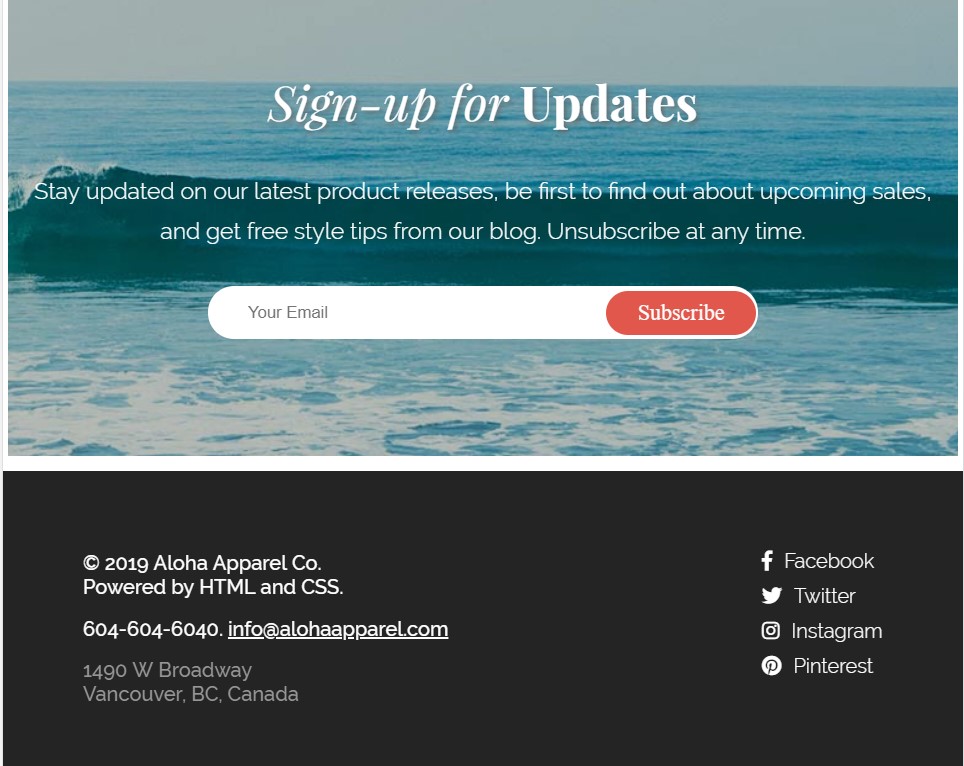 Sign-up for Updates
Stay updated on our latest product releases, be first to find out about upcoming sales,
and get free style tips from our blog. Unsubscribe at any time.
Your Email
Subscribe
© 2019 Aloha Apparel Co.
Powered by HTML and CSS.
604-604-6040. info@alohaapparel.com
1490 W Broadway
Vancouver, BC, Canada
Facebook
Twitter
Instagram
Pinterest